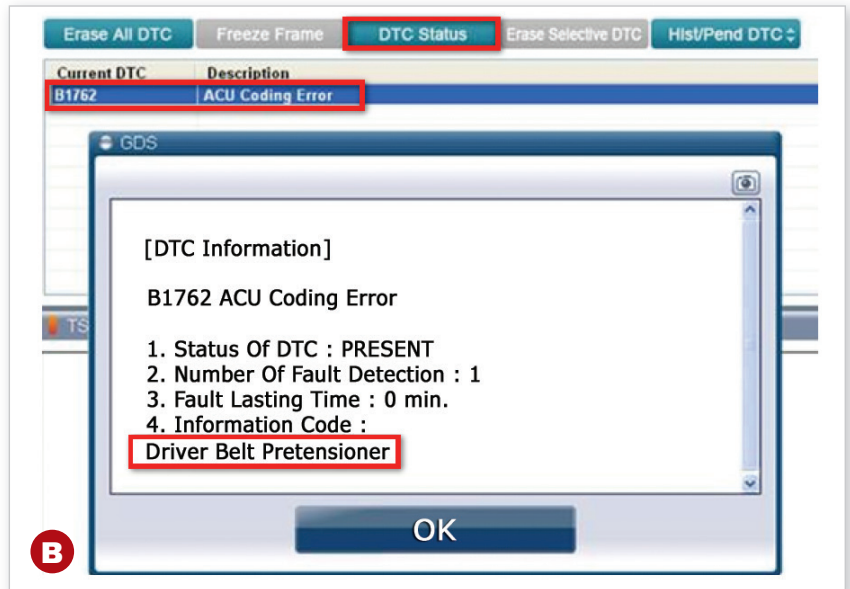 Erase All DTC Freeze Frame DTC Status Erase Selective DTC Hist/Pend DTC
Current DTC Description
B1762 ACU Coding Error
GDS
[DTC Information]
B1762 ACU Coding Error
1. Status Of DTC : PRESENT
2. Number Of Fault Detection : 1
3. Fault Lasting Time : 0 min.
4. Information Code :
Driver Belt Pretensioner
TS
OK
B